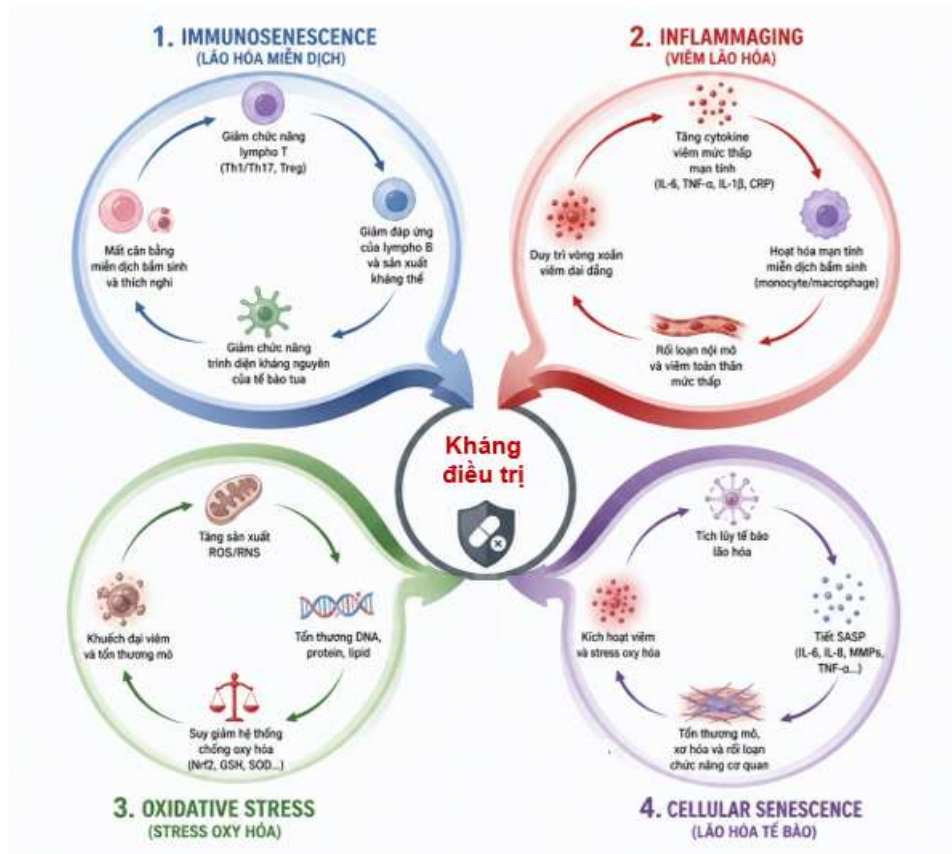 1. IMMUNOSENESCENCE
(LÃO HÓA MIỄN DỊCH)
Giảm chức năng
lympho T
(Th1/Th17, Treg)
Giảm đáp ứng
của lympho B
và sản xuất
kháng thể
Giảm chức năng
trình diện kháng nguyên
của tế bào tua
Mất cân bằng
miễn dịch bẩm sinh
và thích nghi
2. INFLAMMAGING
(VIÊM LÃO HÓA)
Tăng cytokine
viêm mức thấp
mạn tính
(IL-6, TNF-α, IL-1β, CRP)
Hoạt hóa mạn tính
miễn dịch bẩm sinh
(monocyte/macrophage)
Rối loạn nội mô
và viêm toàn thân
mức thấp
Duy trì vòng xoắn
viêm dai dẳng
Kháng
điều trị
Tăng sản xuất
ROS/RNS
Tổn thương DNA,
protein, lipid
Suy giảm hệ thống
chống oxy hóa
(Nrf2, GSH, SOD...)
Khuếch đại viêm
và tổn thương mô
3. OXIDATIVE STRESS
(STRESS OXY HÓA)
Tích lũy tế bào
lão hóa
Tiết SASP
(IL-6, IL-8, MMPs,
TNF-α...)
Tổn thương mô,
xơ hóa và rối loạn
chức năng cơ quan
Kích hoạt viêm
và stress oxy hóa
4. CELLULAR SENESCENCE
(LÃO HÓA TẾ BÀO)